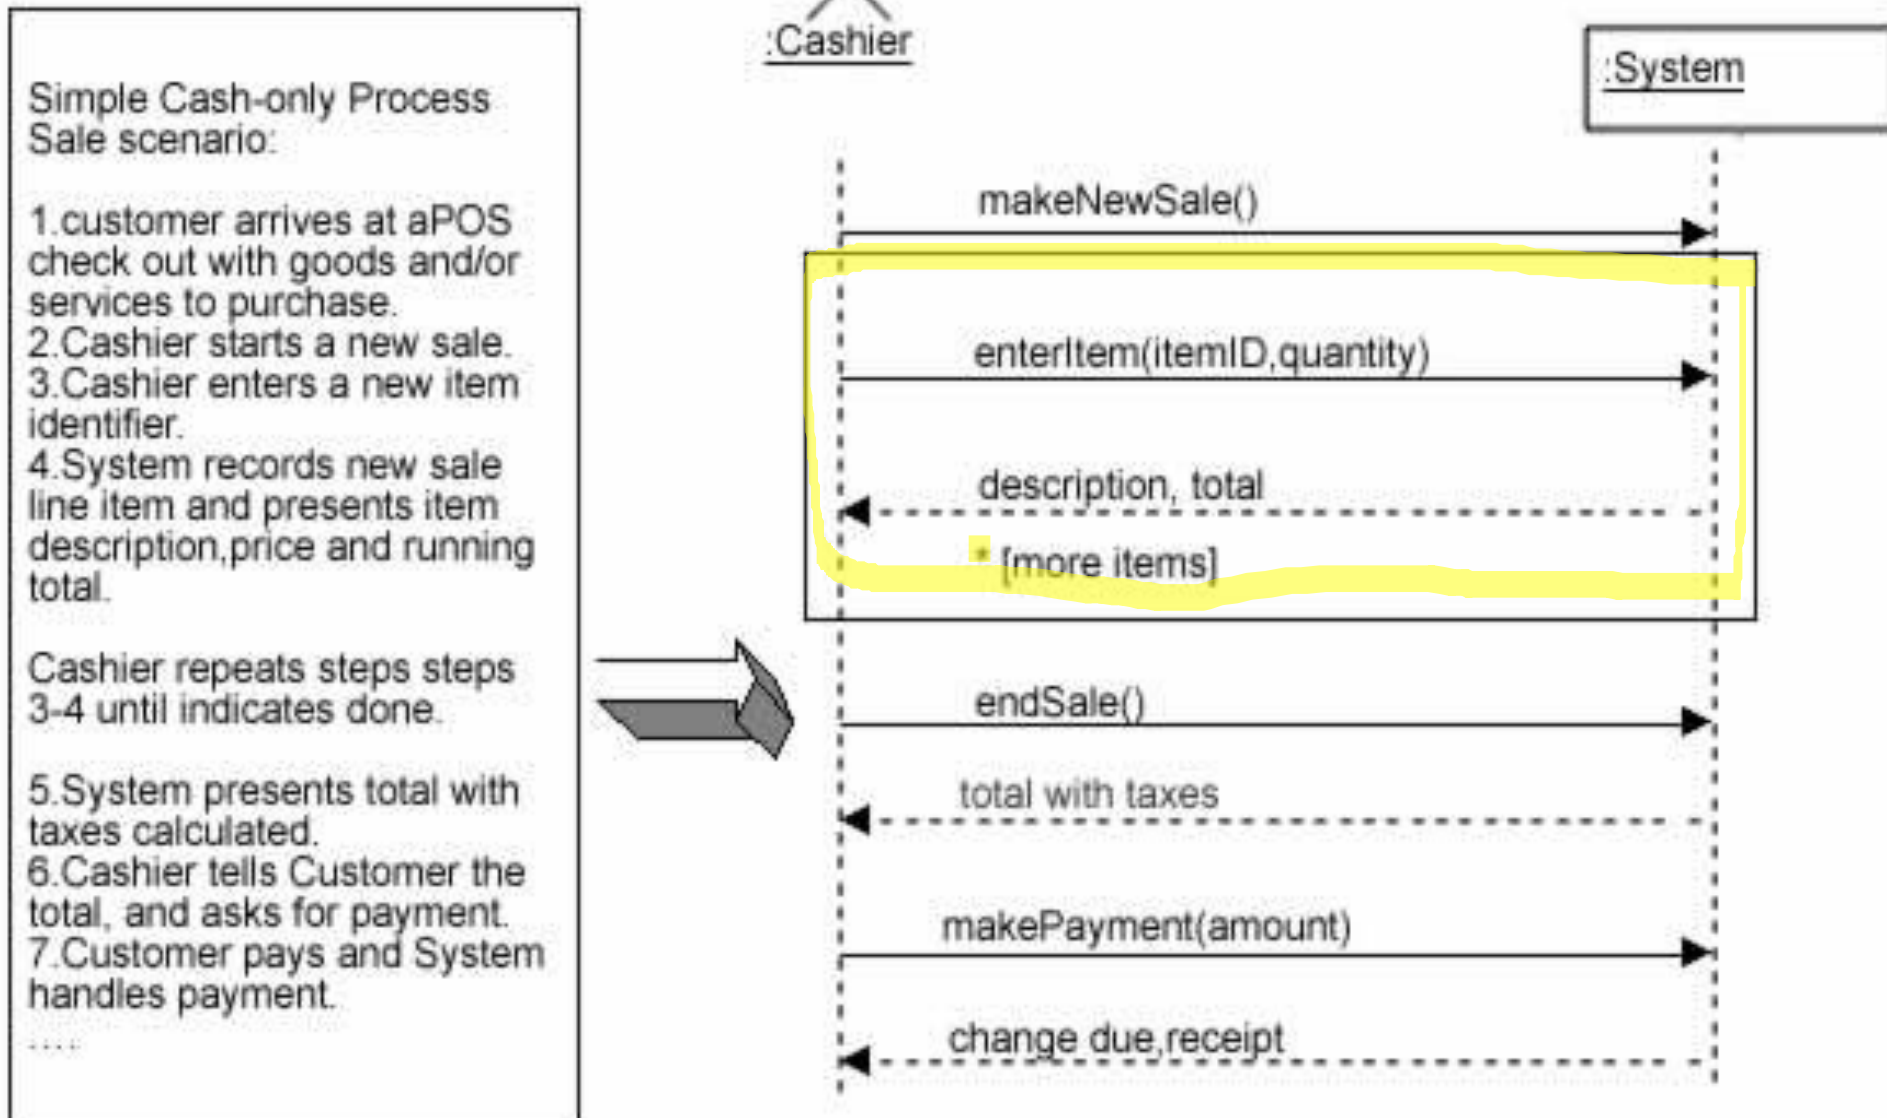 Simple Cash-only Process
Sale scenario:
1.customer arrives at aPOS
check out with goods and/or
services to purchase.
2.Cashier starts a new sale.
3.Cashier enters a new item
identifier.
4.System records new sale
line item and presents item
description,price and running
total.
Cashier repeats steps steps
3-4 until indicates done.
5.System presents total with
taxes calculated.
6.Cashier tells Customer the
total, and asks for payment.
7.Customer pays and System
handles payment.
....
:Cashier
:System
makeNewSale()
enterItem(itemID,quantity)
description, total
* [more items]
endSale()
total with taxes
makePayment(amount)
change due,receipt